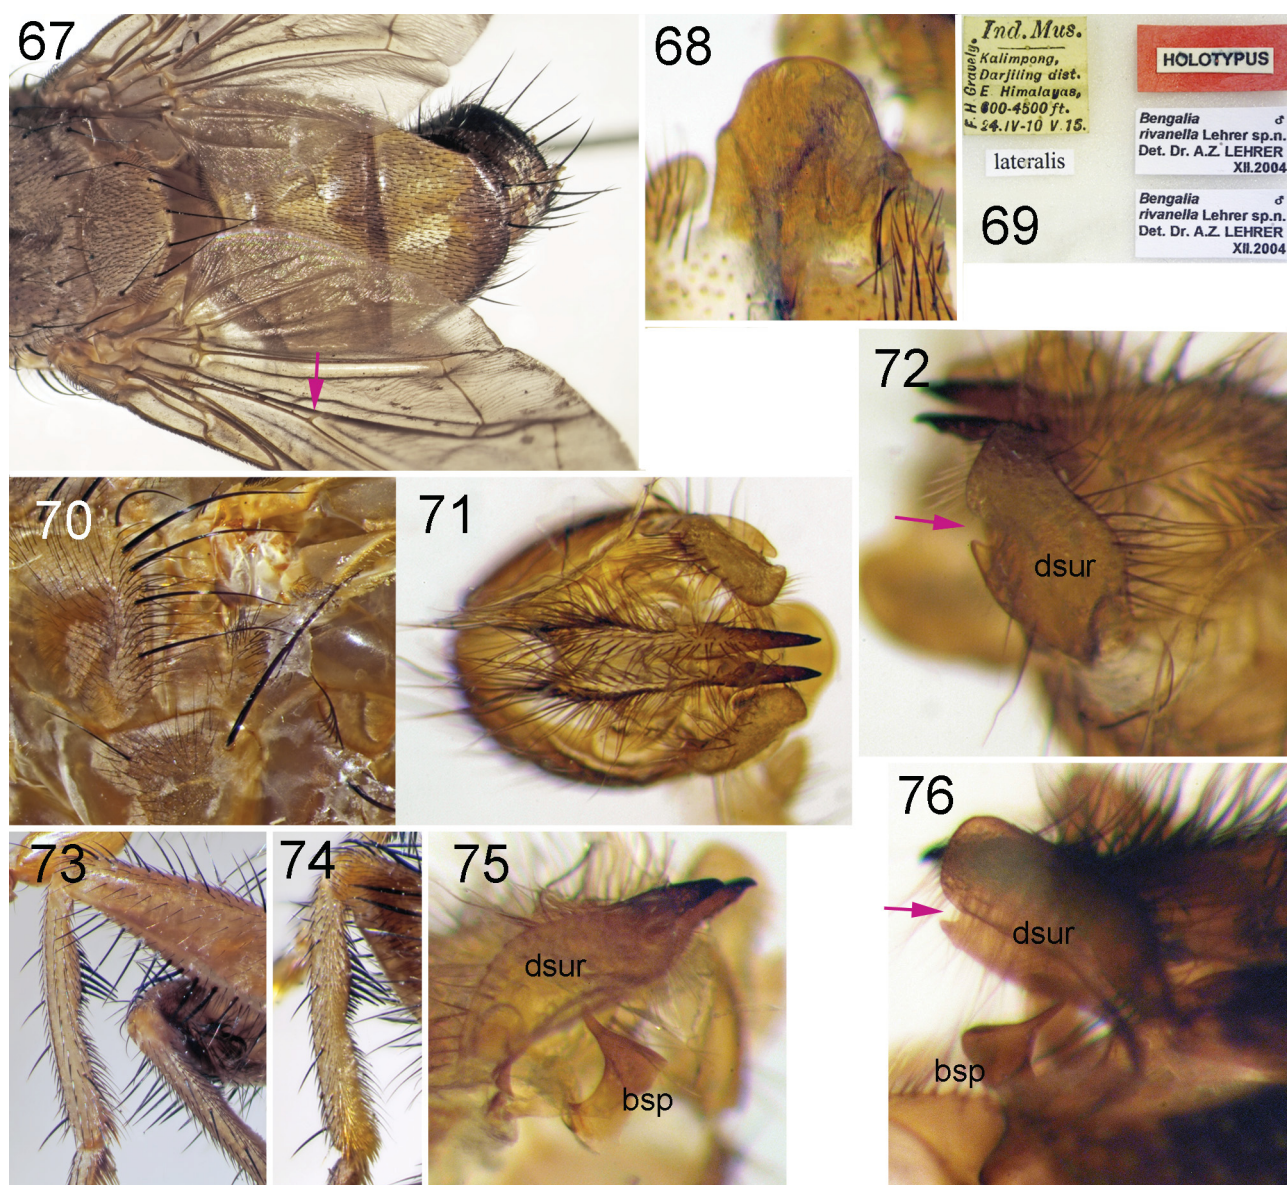 67
68
Ind. Mus.
Kalimpong,
Darjiling dist.
E Himalayas,
600-4500 ft.
24.IV-10 V 15.
F. H Gravely.
lateralis
69
HOLOTYPUS
Bengalia ♂
rivanella Lehrer sp.n.
Det. Dr. A.Z. LEHRER
XII.2004
Bengalia ♂
rivanella Lehrer sp.n.
Det. Dr. A.Z. LEHRER
XII.2004
70
71
72
dsur
73
74
75
dsur
bsp
76
dsur
bsp